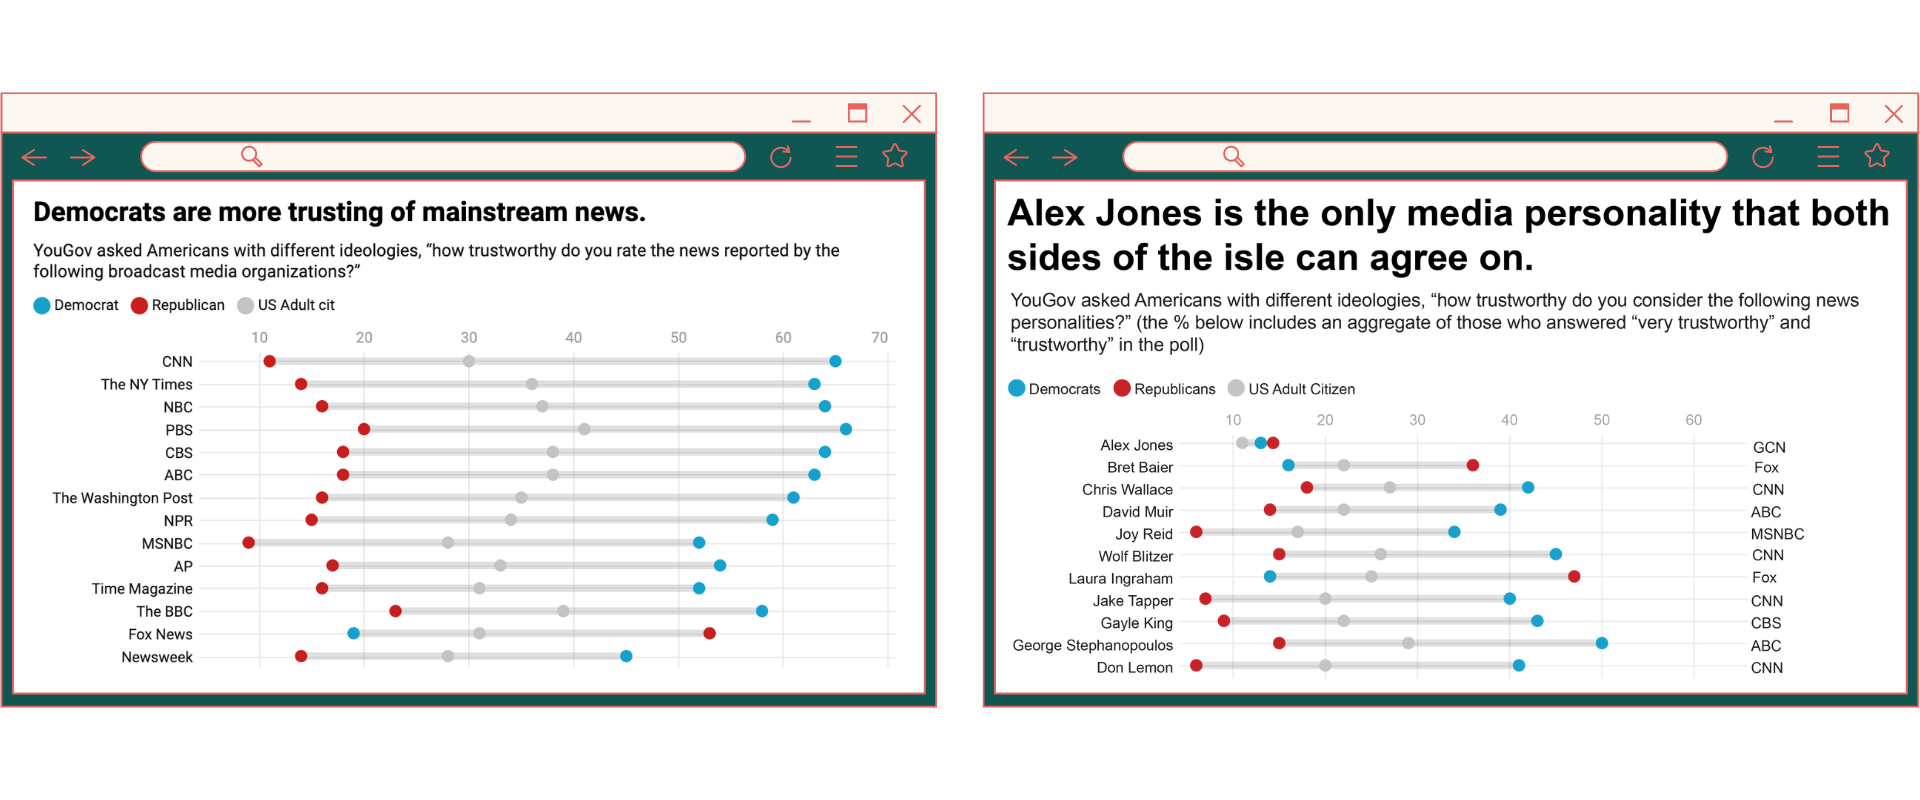 Democrats are more trusting of mainstream news.
YouGov asked Americans with different ideologies, “how trustworthy do you rate the news reported by the
following broadcast media organizations?”
Democrat Republican US Adult cit
10 20 30 40 50 60 70
CNN
The NY Times
NBC
PBS
CBS
ABC
The Washington Post
NPR
MSNBC
AP
Time Magazine
The BBC
Fox News
Newsweek
Alex Jones is the only media personality that both
sides of the isle can agree on.
YouGov asked Americans with different ideologies, “how trustworthy do you consider the following news
personalities?” (the % below includes an aggregate of those who answered “very trustworthy” and
“trustworthy” in the poll)
Democrats Republicans US Adult Citizen
10 20 30 40 50 60
Alex Jones GCN
Bret Baier Fox
Chris Wallace CNN
David Muir ABC
Joy Reid MSNBC
Wolf Blitzer CNN
Laura Ingraham Fox
Jake Tapper CNN
Gayle King CBS
George Stephanopoulos ABC
Don Lemon CNN